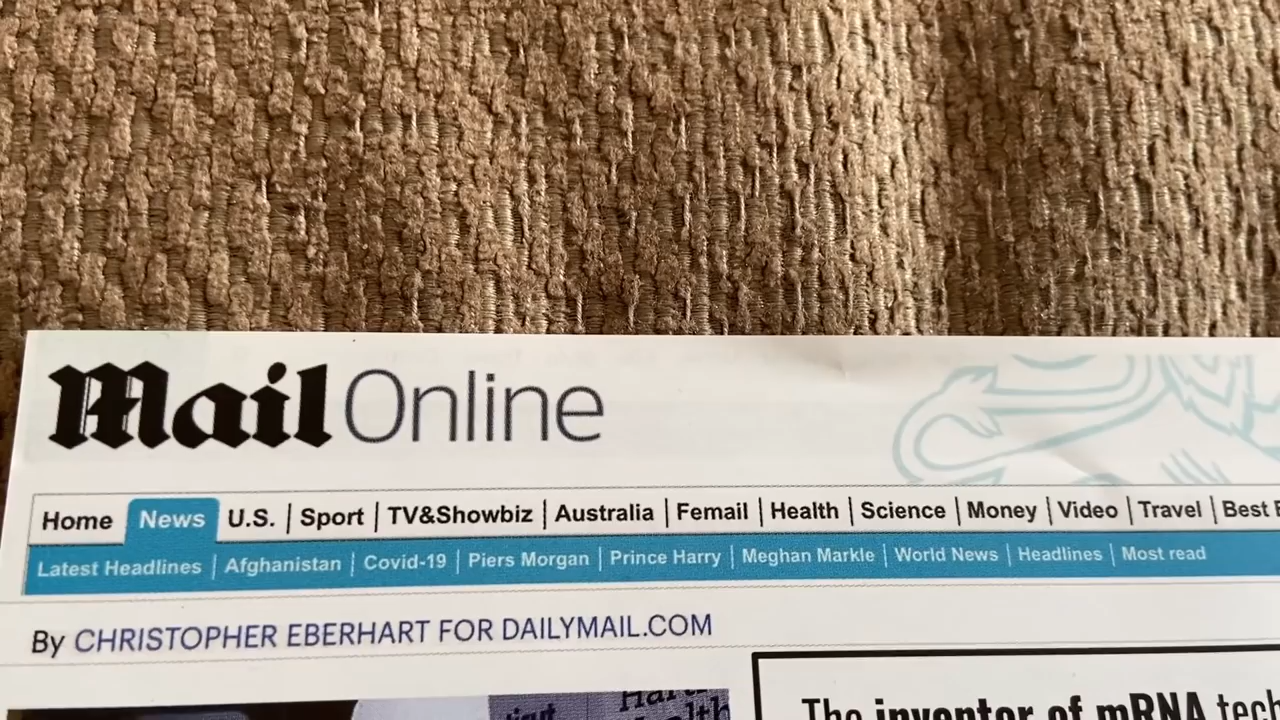 Mail Online
Home News U.S. Sport TV&Showbiz Australia Femail Health Science Money Video Travel Best
Latest Headlines Afghanistan Covid-19 Piers Morgan Prince Harry Meghan Markle World News Headlines Most read
By CHRISTOPHER EBERHART FOR DAILYMAIL.COM
The inventor of mRNA